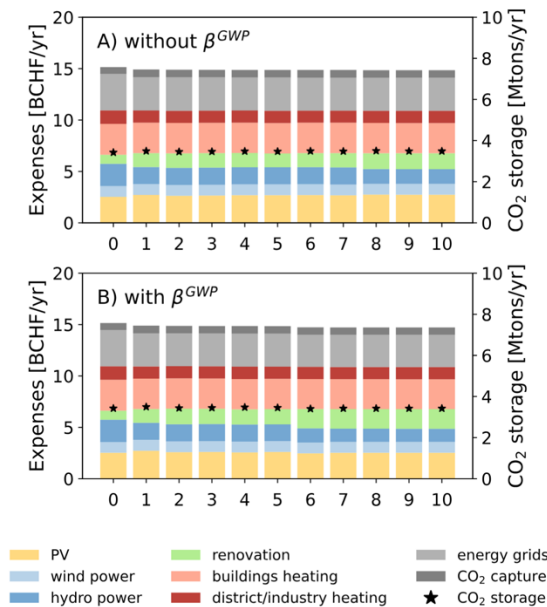 A) without β^GWP
Expenses [BCHF/yr]
20
15
10
5
0
CO₂ storage [Mtons/yr]
10
8
6
4
2
0
0 1 2 3 4 5 6 7 8 9 10
B) with β^GWP
Expenses [BCHF/yr]
20
15
10
5
0
CO₂ storage [Mtons/yr]
10
8
6
4
2
0
0 1 2 3 4 5 6 7 8 9 10
PV renovation energy grids
wind power buildings heating CO₂ capture
hydro power district/industry heating CO₂ storage